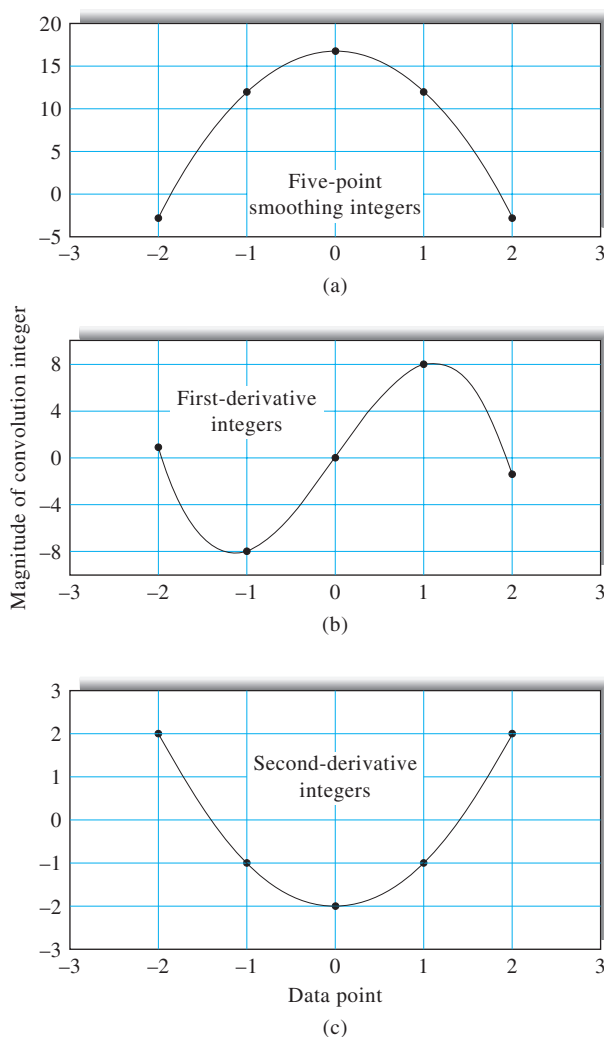 Magnitude of convolution integer
20
15
10
5
0
–5
Five-point
smoothing integers
–3 –2 –1 0 1 2 3
(a)
8
4
0
–4
–8
First-derivative
integers
–3 –2 –1 0 1 2 3
(b)
3
2
1
0
–1
–2
–3
Second-derivative
integers
–3 –2 –1 0 1 2 3
Data point
(c)